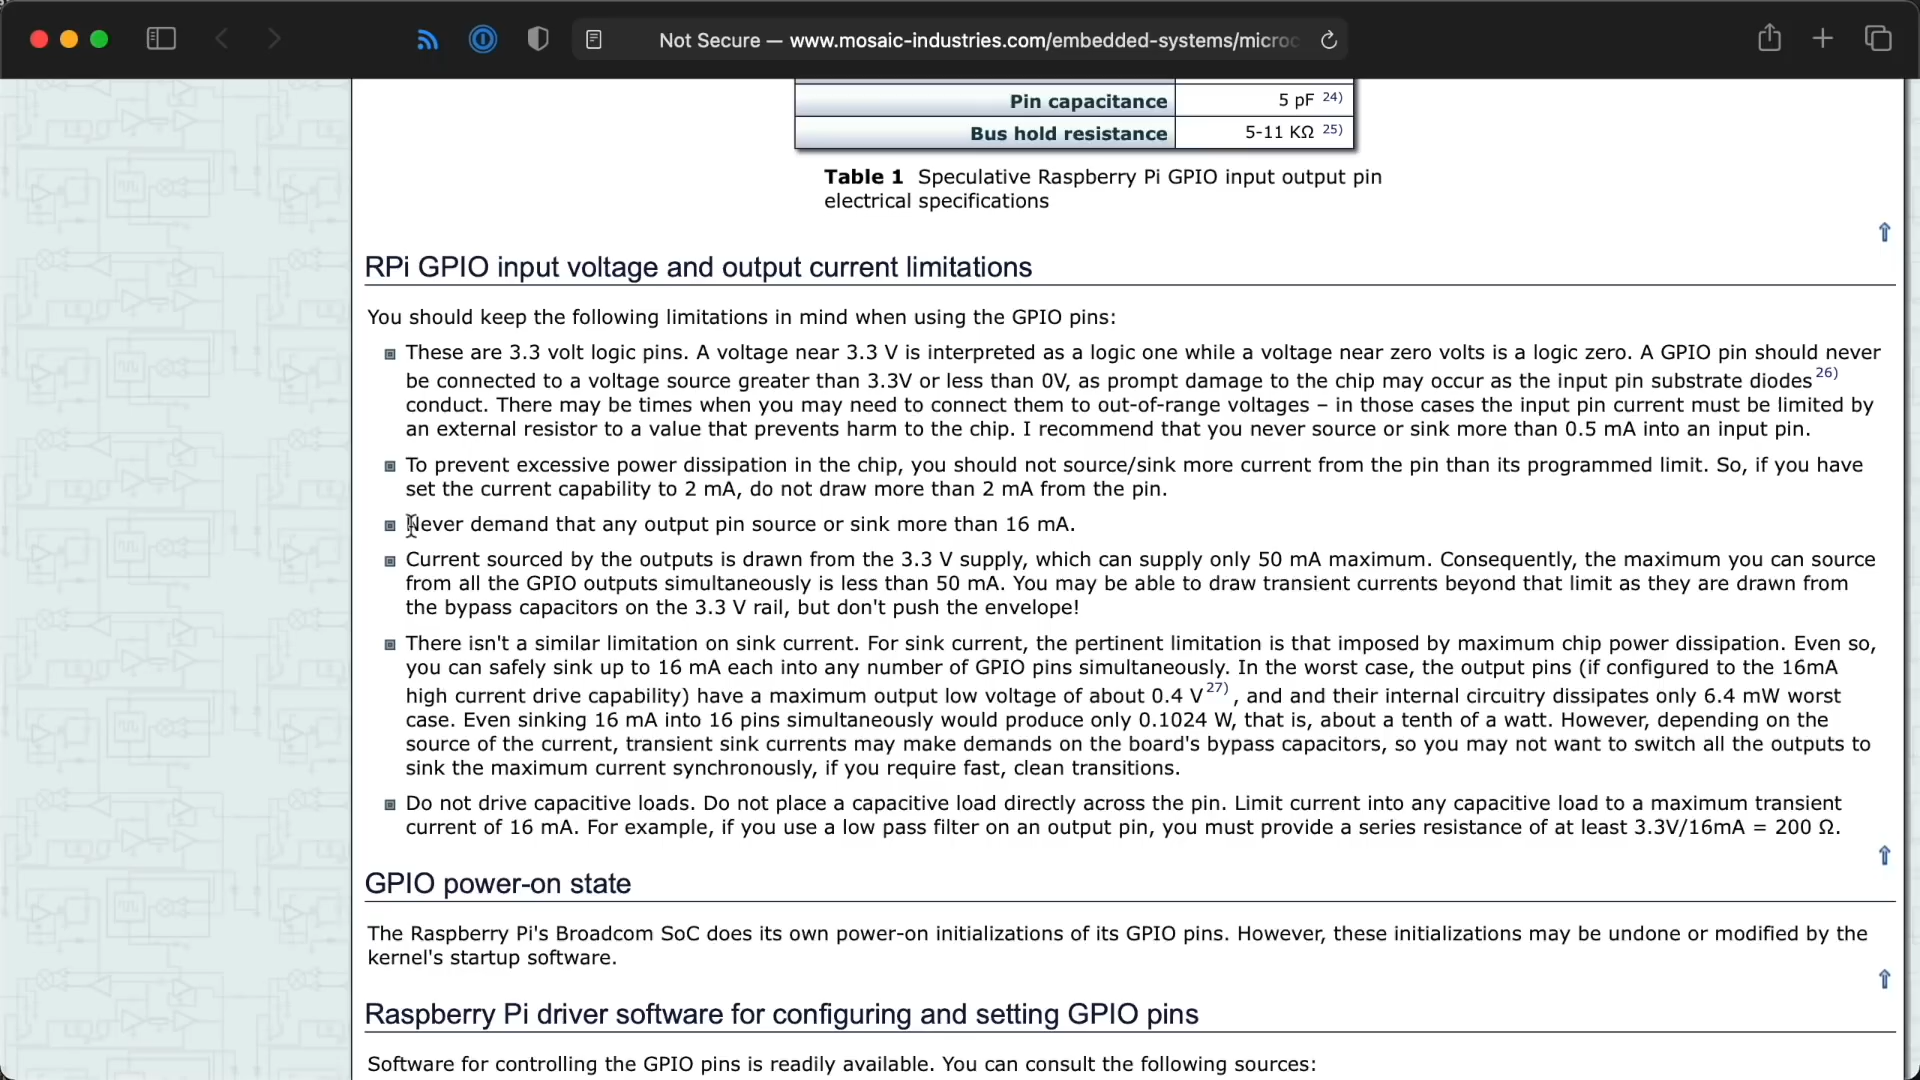 Not Secure — www.mosaic-industries.com/embedded-systems/microc
Pin capacitance 5 pF 24)
Bus hold resistance 5-11 KΩ 25)
Table 1 Speculative Raspberry Pi GPIO input output pin
electrical specifications
RPi GPIO input voltage and output current limitations
You should keep the following limitations in mind when using the GPIO pins:
These are 3.3 volt logic pins. A voltage near 3.3 V is interpreted as a logic one while a voltage near zero volts is a logic zero. A GPIO pin should never
be connected to a voltage source greater than 3.3V or less than 0V, as prompt damage to the chip may occur as the input pin substrate diodes 26)
conduct. There may be times when you may need to connect them to out-of-range voltages – in those cases the input pin current must be limited by
an external resistor to a value that prevents harm to the chip. I recommend that you never source or sink more than 0.5 mA into an input pin.
To prevent excessive power dissipation in the chip, you should not source/sink more current from the pin than its programmed limit. So, if you have
set the current capability to 2 mA, do not draw more than 2 mA from the pin.
Never demand that any output pin source or sink more than 16 mA.
Current sourced by the outputs is drawn from the 3.3 V supply, which can supply only 50 mA maximum. Consequently, the maximum you can source
from all the GPIO outputs simultaneously is less than 50 mA. You may be able to draw transient currents beyond that limit as they are drawn from
the bypass capacitors on the 3.3 V rail, but don't push the envelope!
There isn't a similar limitation on sink current. For sink current, the pertinent limitation is that imposed by maximum chip power dissipation. Even so,
you can safely sink up to 16 mA each into any number of GPIO pins simultaneously. In the worst case, the output pins (if configured to the 16mA
high current drive capability) have a maximum output low voltage of about 0.4 V 27) , and and their internal circuitry dissipates only 6.4 mW worst
case. Even sinking 16 mA into 16 pins simultaneously would produce only 0.1024 W, that is, about a tenth of a watt. However, depending on the
source of the current, transient sink currents may make demands on the board's bypass capacitors, so you may not want to switch all the outputs to
sink the maximum current synchronously, if you require fast, clean transitions.
Do not drive capacitive loads. Do not place a capacitive load directly across the pin. Limit current into any capacitive load to a maximum transient
current of 16 mA. For example, if you use a low pass filter on an output pin, you must provide a series resistance of at least 3.3V/16mA = 200 Ω.
GPIO power-on state
The Raspberry Pi's Broadcom SoC does its own power-on initializations of its GPIO pins. However, these initializations may be undone or modified by the
kernel's startup software.
Raspberry Pi driver software for configuring and setting GPIO pins
Software for controlling the GPIO pins is readily available. You can consult the following sources: